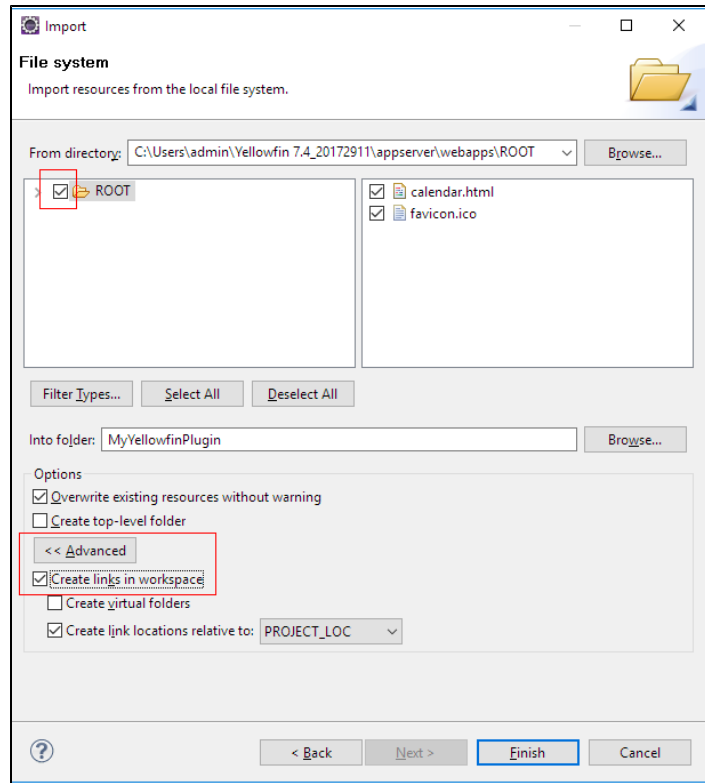 Import
File system
Import resources from the local file system.
From directory: C:\Users\admin\Yellowfin 7.4_20172911\appserver\webapps\ROOT Browse...
ROOT calendar.html
favicon.ico
Filter Types... Select All Deselect All
Into folder: MyYellowfinPlugin Browse...
Options
Overwrite existing resources without warning
Create top-level folder
<< Advanced
Create links in workspace
Create virtual folders
Create link locations relative to: PROJECT_LOC
? < Back Next > Finish Cancel